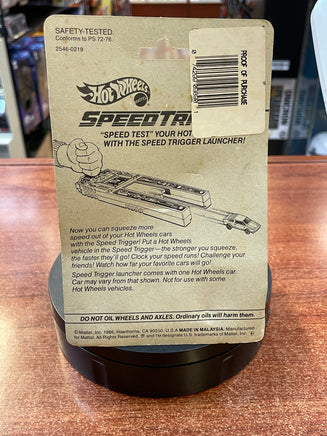 SAFETY-TESTED.
Conforms to PS 72-76.
2546-0219
PROOF OF PURCHASE
Hot Wheels
SPEED
"SPEED TEST" YOUR HOT
WITH THE SPEED TRIGGER LAUNCHER!
Now you can squeeze more
speed out of your Hot Wheels cars
with the Speed Trigger! Put a Hot Wheels
vehicle in the Speed Trigger—the stronger you squeeze,
the faster they'll go! Clock your speed runs! Challenge your
friends! Watch how far your favorite cars will go!
Speed Trigger launcher comes with one Hot Wheels car.
Car may vary from that shown. Not for use with some
Hot Wheels vehicles.
DO NOT OIL WHEELS AND AXLES. Ordinary oils will harm them.
© Mattel, Inc. 1986, Hawthorne, CA 90250, U.S.A. MADE IN MALAYSIA. Manufactured
for Mattel. All Rights Reserved. ® and ™ designate U.S. Trademarks of Mattel, Inc.